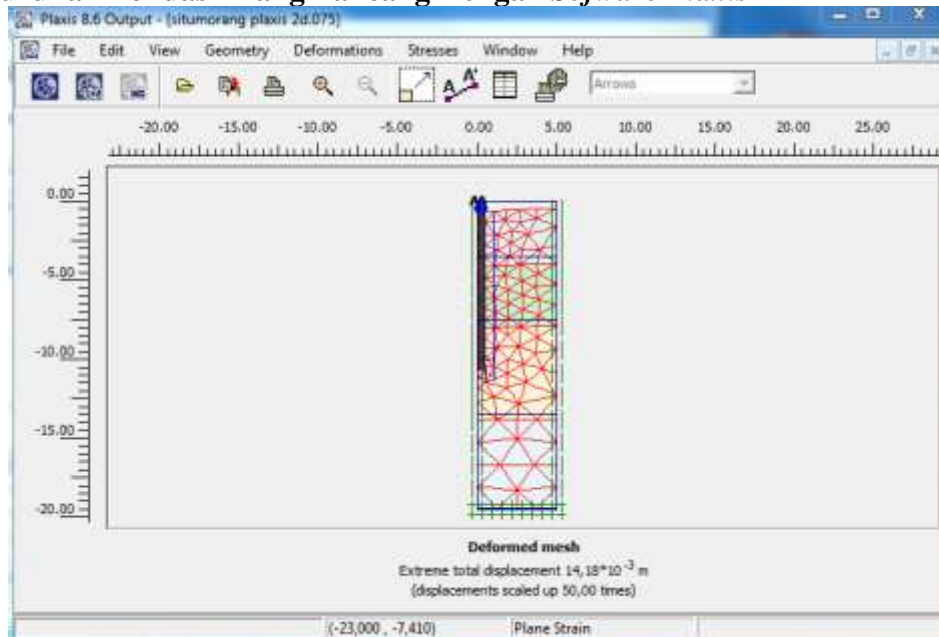 Plaxis 8.6 Output - [situmorang plaxis 2d.075]
File Edit View Geometry Deformations Stresses Window Help
Arrows
-20.00 -15.00 -10.00 -5.00 0.00 5.00 10.00 15.00 20.00 25.00
0.00
-5.00
-10.00
-15.00
-20.00
Deformed mesh
Extreme total displacement 14,18*10-3 m
(displacements scaled up 50,00 times)
(-23,000 , -7,410) Plane Strain